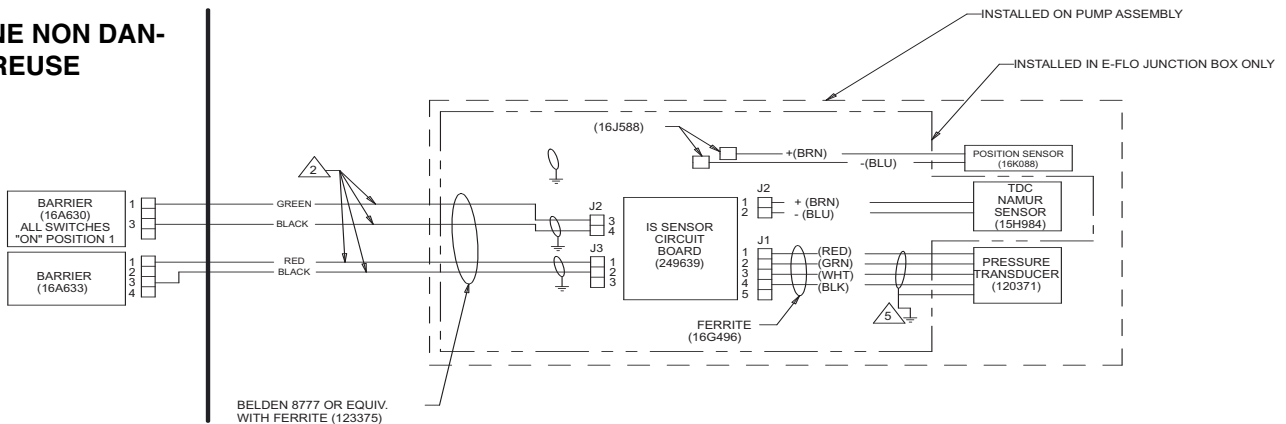 NE NON DAN-
REUSE
INSTALLED ON PUMP ASSEMBLY
INSTALLED IN E-FLO JUNCTION BOX ONLY
(16J588)
+(BRN)
-(BLU)
POSITION SENSOR
(16K088)
2
BARRIER
(16A630)
ALL SWITCHES
"ON" POSITION 1
1
3
GREEN
BLACK
J2
3
4
IS SENSOR
CIRCUIT
BOARD
(249639)
J2
1
2
+ (BRN)
- (BLU)
TDC
NAMUR
SENSOR
(15H984)
BARRIER
(16A633)
1
2
3
4
RED
BLACK
J3
1
2
3
J1
1
2
3
4
5
(RED)
(GRN)
(WHT)
(BLK)
PRESSURE
TRANSDUCER
(120371)
5
FERRITE
(16G496)
BELDEN 8777 OR EQUIV.
WITH FERRITE (123375)